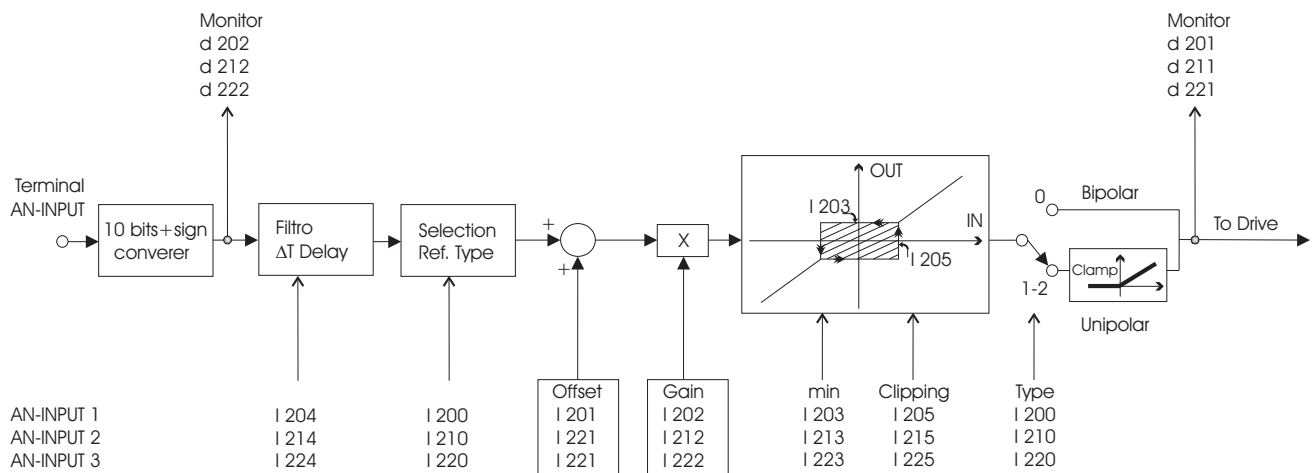 Monitor
d 202
d 212
d 222
Monitor
d 201
d 211
d 221
Terminal
AN-INPUT
10 bits+sign
converer
Filtro
ΔT Delay
Selection
Ref. Type
+
+
X
OUT
IN
I 203
I 205
0
Bipolar
1-2
Clamp
Unipolar
To Drive
Offset
Gain
min
Clipping
Type
AN-INPUT 1 I 204 I 200 I 201 I 202 I 203 I 205 I 200
AN-INPUT 2 I 214 I 210 I 221 I 212 I 213 I 215 I 210
AN-INPUT 3 I 224 I 220 I 221 I 222 I 223 I 225 I 220